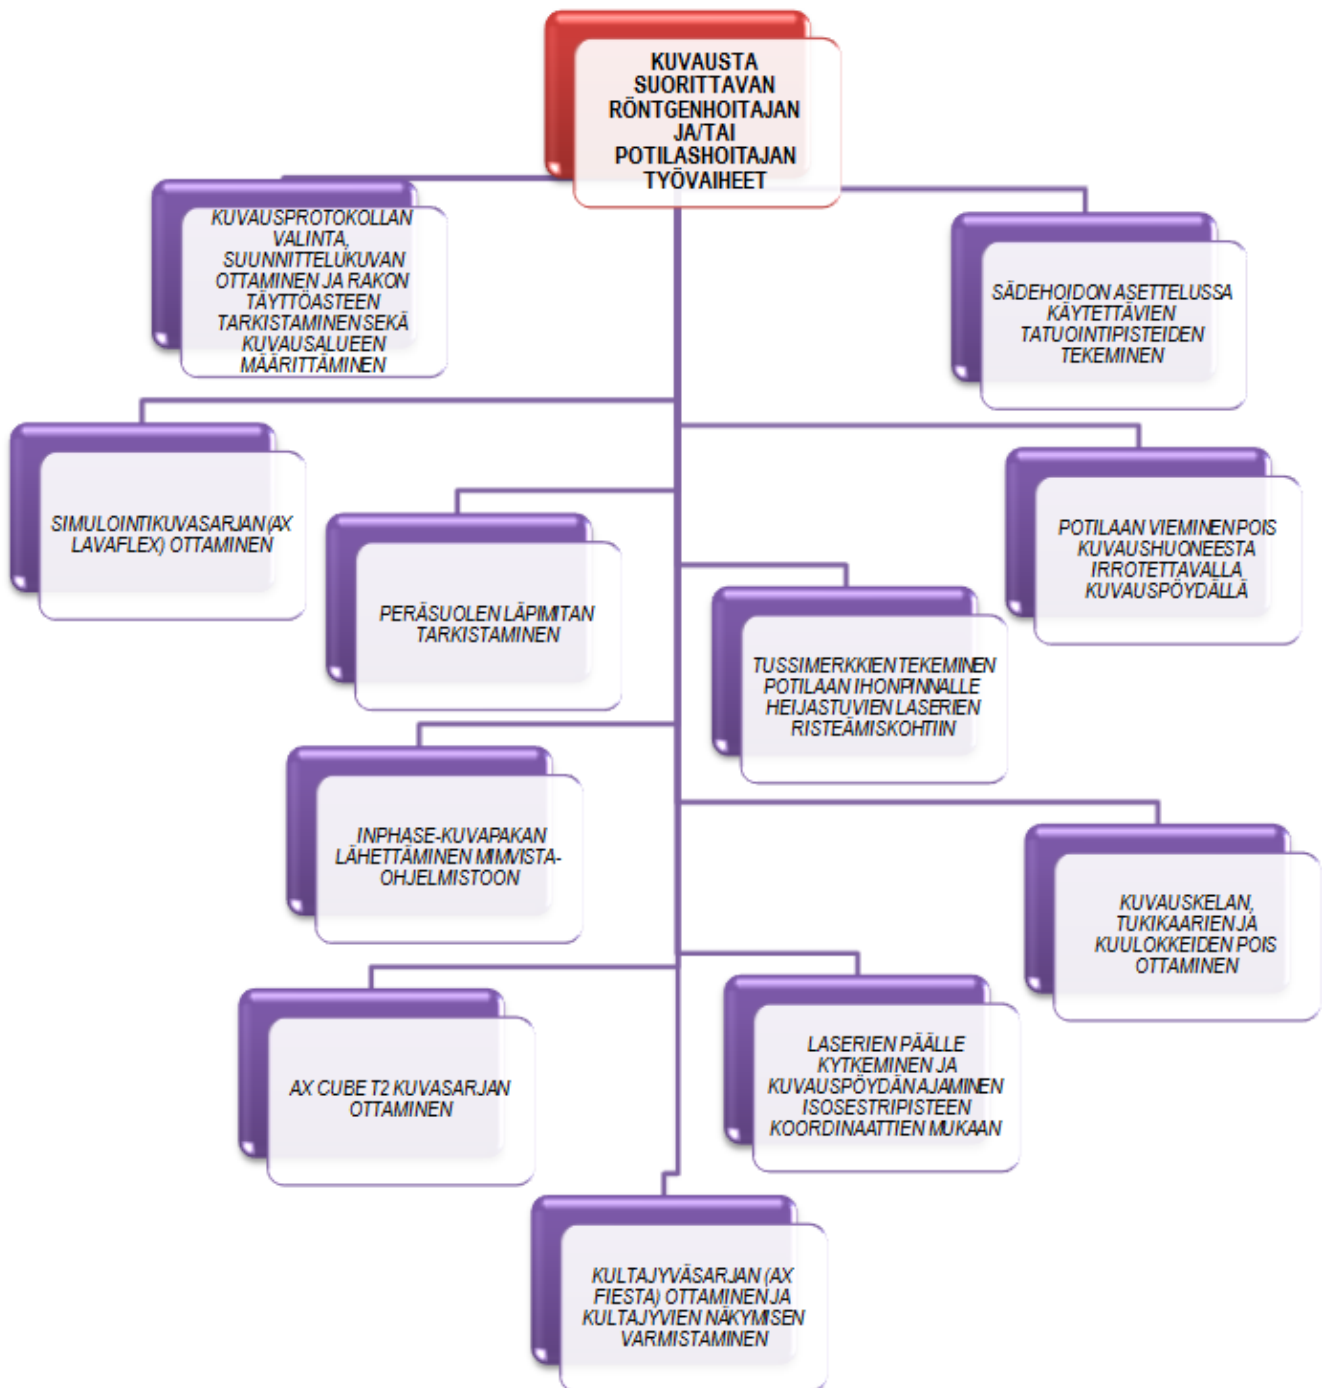 KUVAUSTA
SUORITTAVAN
RÖNTGENHOITAJAN
JA/TAI
POTILASHOITAJAN
TYÖVAIHEET
KUVAUSPROTOKOLLAN
VALINTA,
SUUNNITTELUKUVAN
OTTAMINEN JA RAKON
TÄYTTÖASTEEN
TARKISTAMINEN SEKÄ
KUVAUSALUEEN
MÄÄRITTÄMINEN
SÄDEHOIDON ASETTELUSSA
KÄYTETTÄVIEN
TATUOINTIPISTEIDEN
TEKEMINEN
SIMULOINTIKUVASARJAN (AX
LAVAFLEX) OTTAMINEN
POTILAAN VIEMINEN POIS
KUVAUSHUONEESTA
IRROTETTAVALLA
KUVAUSPÖYDÄLLÄ
PERÄSUOLEN LÄPIMITAN
TARKISTAMINEN
TUSSIMERKKIEN TEKEMINEN
POTILAAN IHONPINNALLE
HEIJASTUVIEN LASERIEN
RISTEÄMISKOHTIIN
INPHASE-KUVAPAKAN
LÄHETTÄMINEN MIMVISTA-
OHJELMISTOON
KUVAUSKELAN,
TUKIKAARIEN JA
KUULOKKEIDEN POIS
OTTAMINEN
AX CUBE T2 KUVASARJAN
OTTAMINEN
LASERIEN PÄÄLLE
KYTKEMINEN JA
KUVAUSPÖYDÄN AJAMINEN
ISOSESTRIPISTEEN
KOORDINAATTIEN MUKAAN
KULTAJYVÄSARJAN (AX
FIESTA) OTTAMINEN JA
KULTAJYVIEN NÄKYMISEN
VARMISTAMINEN